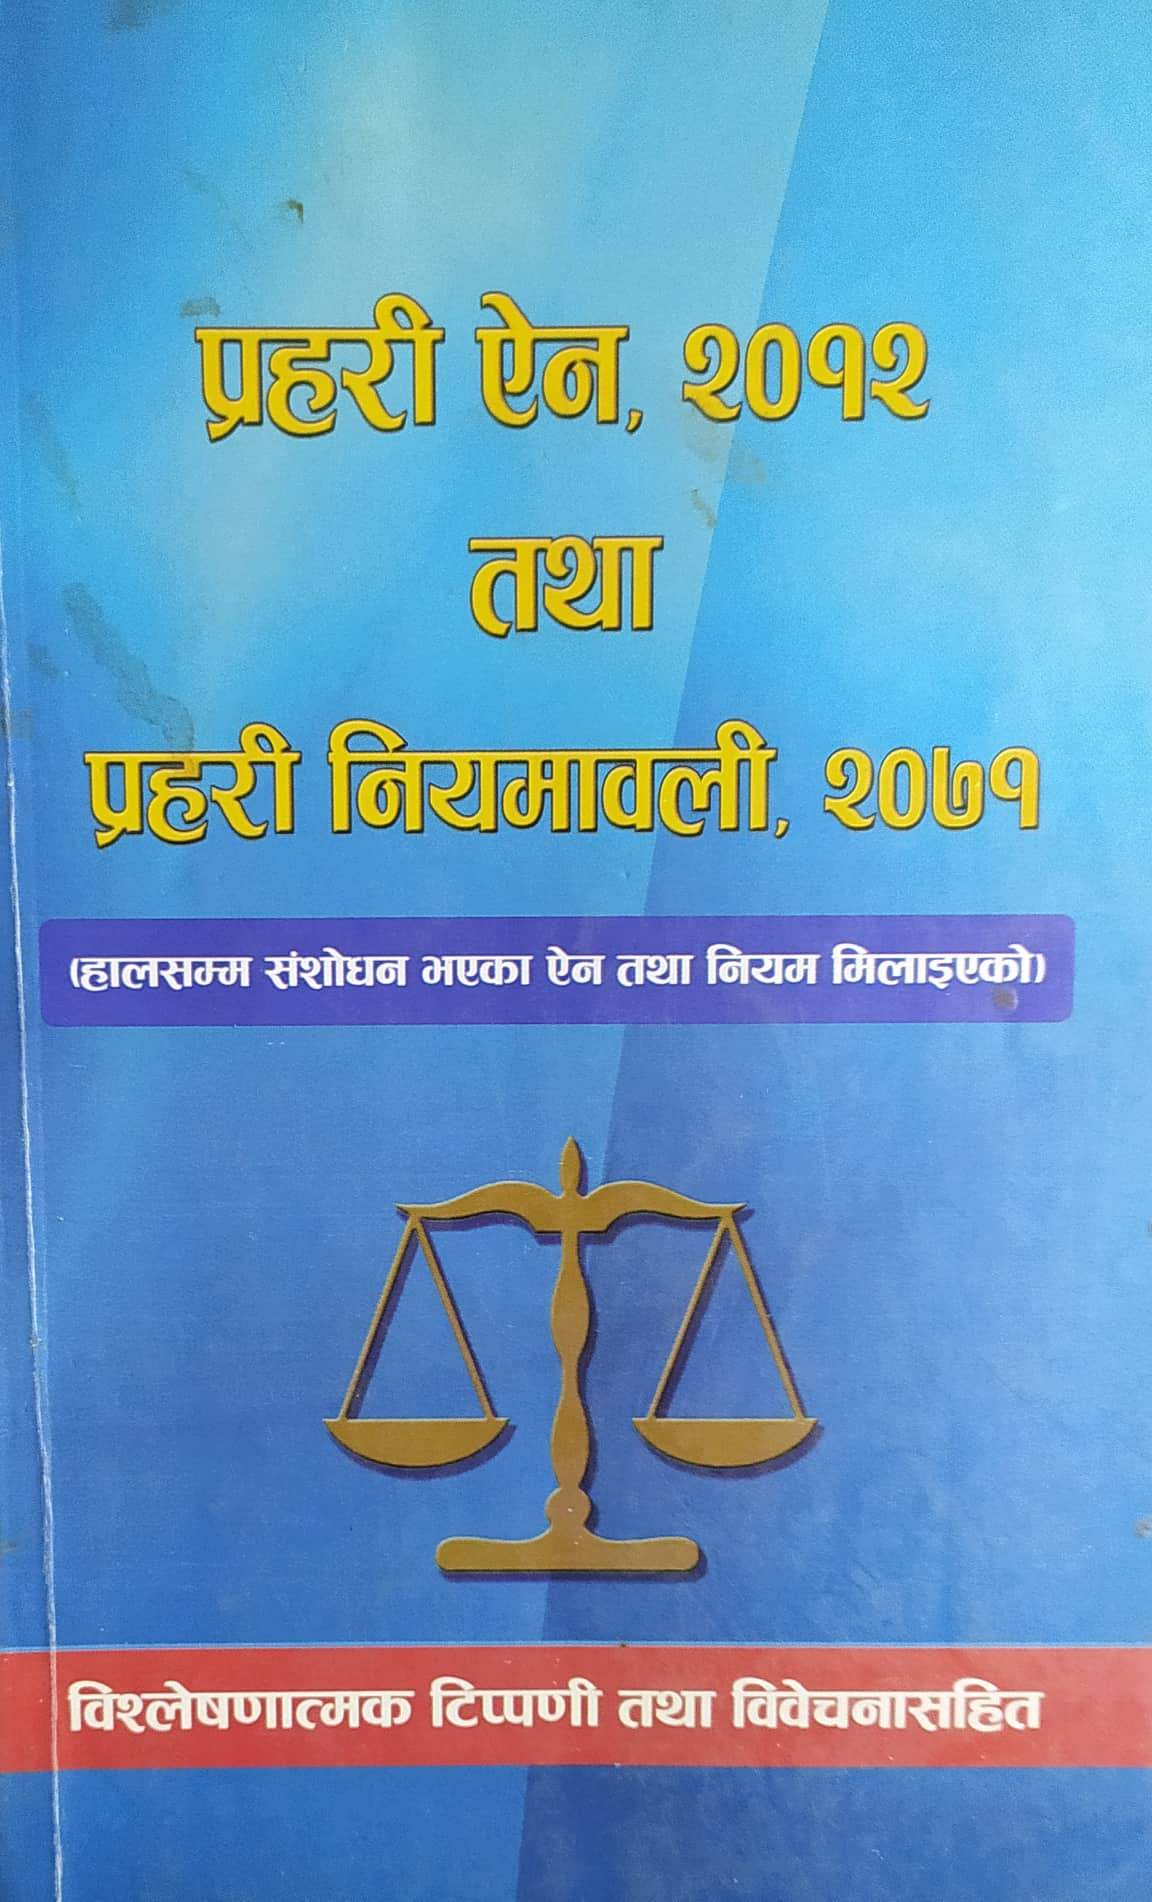 प्रहरी ऐन, २०१२
तथा
प्रहरी नियमावली, २०७१
(हालसम्म संशोधन भएका ऐन तथा नियम मिलाइएको)
विश्लेषणात्मक टिप्पणी तथा विवेचनासहित